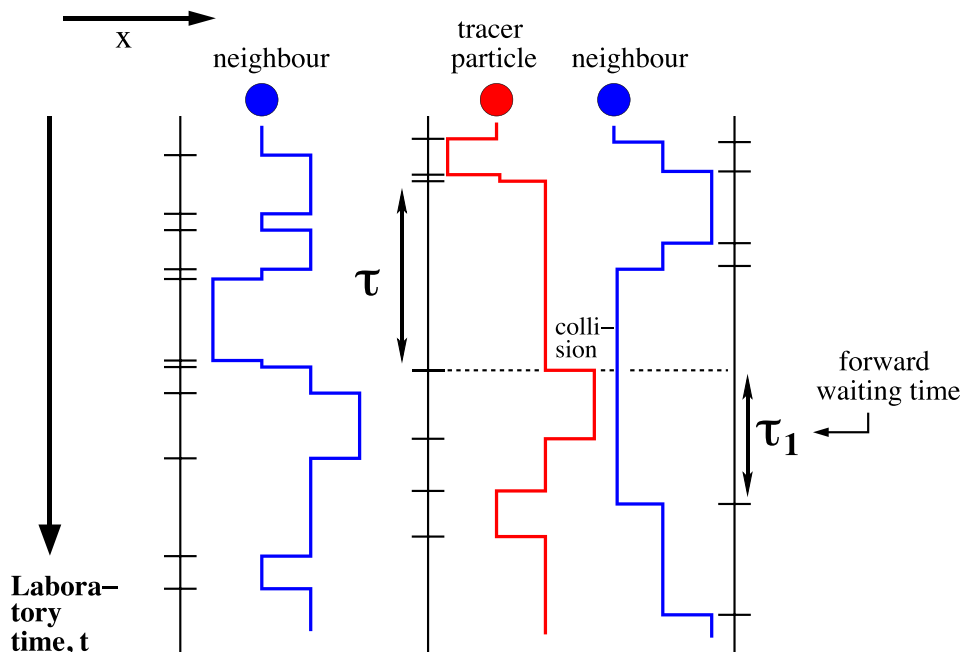 X
neighbour
tracer
particle
neighbour
τ
colli–
sion
forward
waiting time
τ1
Labora–
tory
time, t